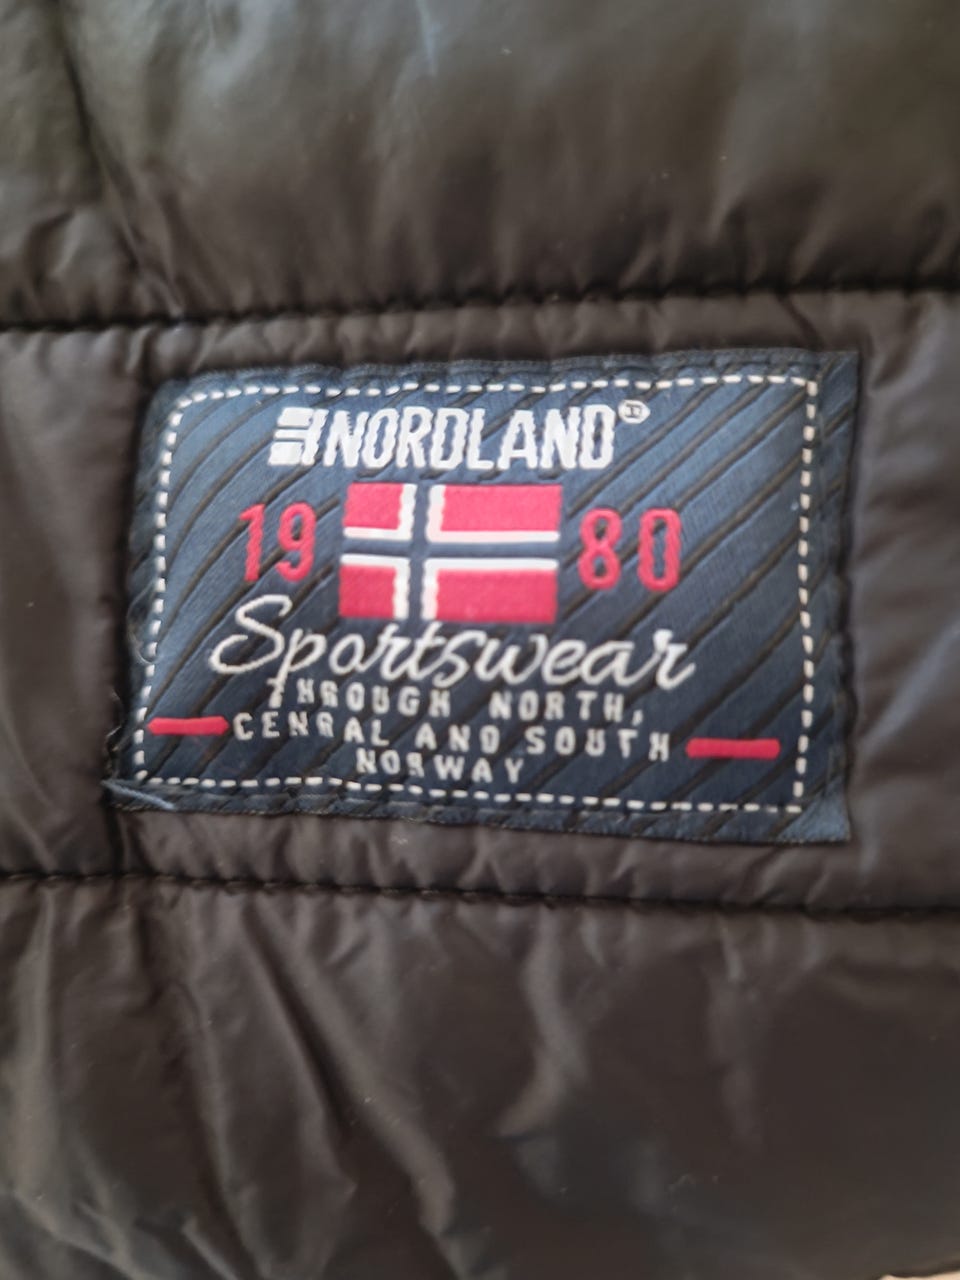 NORDLAND®
19 80
Sportswear
THROUGH NORTH,
CENRAL AND SOUTH
NORWAY